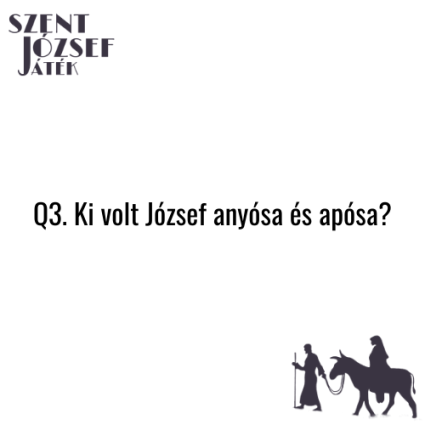 SZENT
JÓZSEF
JÁTÉK
Q3. Ki volt József anyósa és apósa?